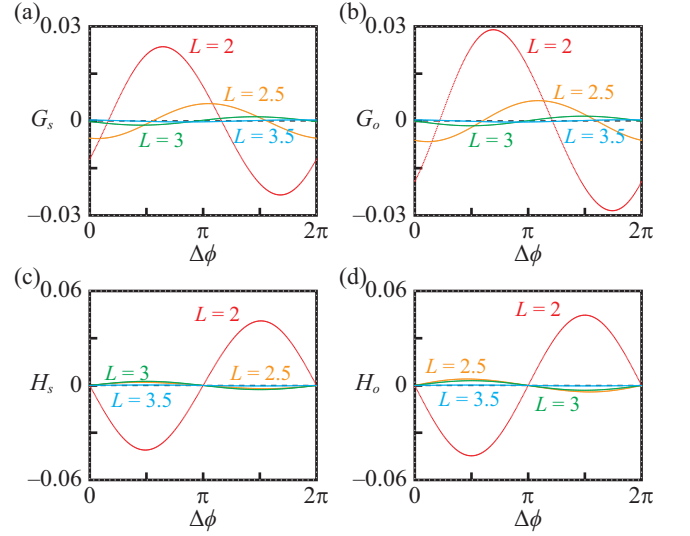 (a)
0.03
G_s
0
−0.03
L = 2
L = 2.5
L = 3
L = 3.5
0
π
2π
Δϕ
(b)
0.03
G_o
0
−0.03
L = 2
L = 2.5
L = 3
L = 3.5
0
π
2π
Δϕ
(c)
0.06
H_s
0
−0.06
L = 2
L = 3
L = 2.5
L = 3.5
0
π
2π
Δϕ
(d)
0.06
H_o
0
−0.06
L = 2
L = 2.5
L = 3.5
L = 3
0
π
2π
Δϕ